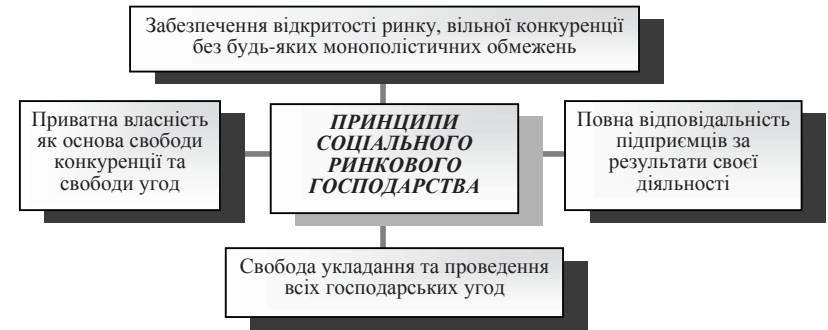 Забезпечення відкритості ринку, вільної конкуренції
без будь-яких монополістичних обмежень
Приватна власність
як основа свободи
конкуренції та
свободи угод
ПРИНЦИПИ
СОЦІАЛЬНОГО
РИНКОВОГО
ГОСПОДАРСТВА
Повна відповідальність
підприємців за
результати своєї
діяльності
Свобода укладання та проведення
всіх господарських угод